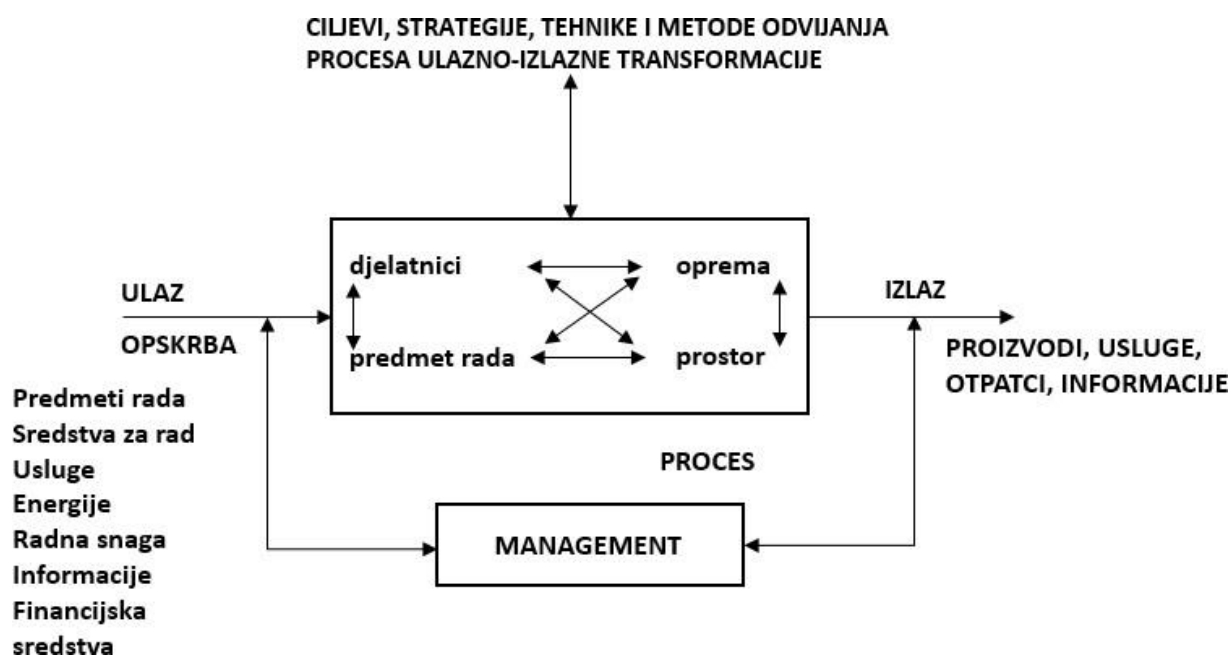 CILJEVI, STRATEGIJE, TEHNIKE I METODE ODVIJANJA
PROCESA ULAZNO-IZLAZNE TRANSFORMACIJE
djelatnici
oprema
predmet rada
prostor
ULAZ
OPSKRBA
IZLAZ
PROIZVODI, USLUGE,
OTPATCI, INFORMACIJE
Predmeti rada
Sredstva za rad
Usluge
Energije
Radna snaga
Informacije
Financijska
sredstva
PROCES
MANAGEMENT